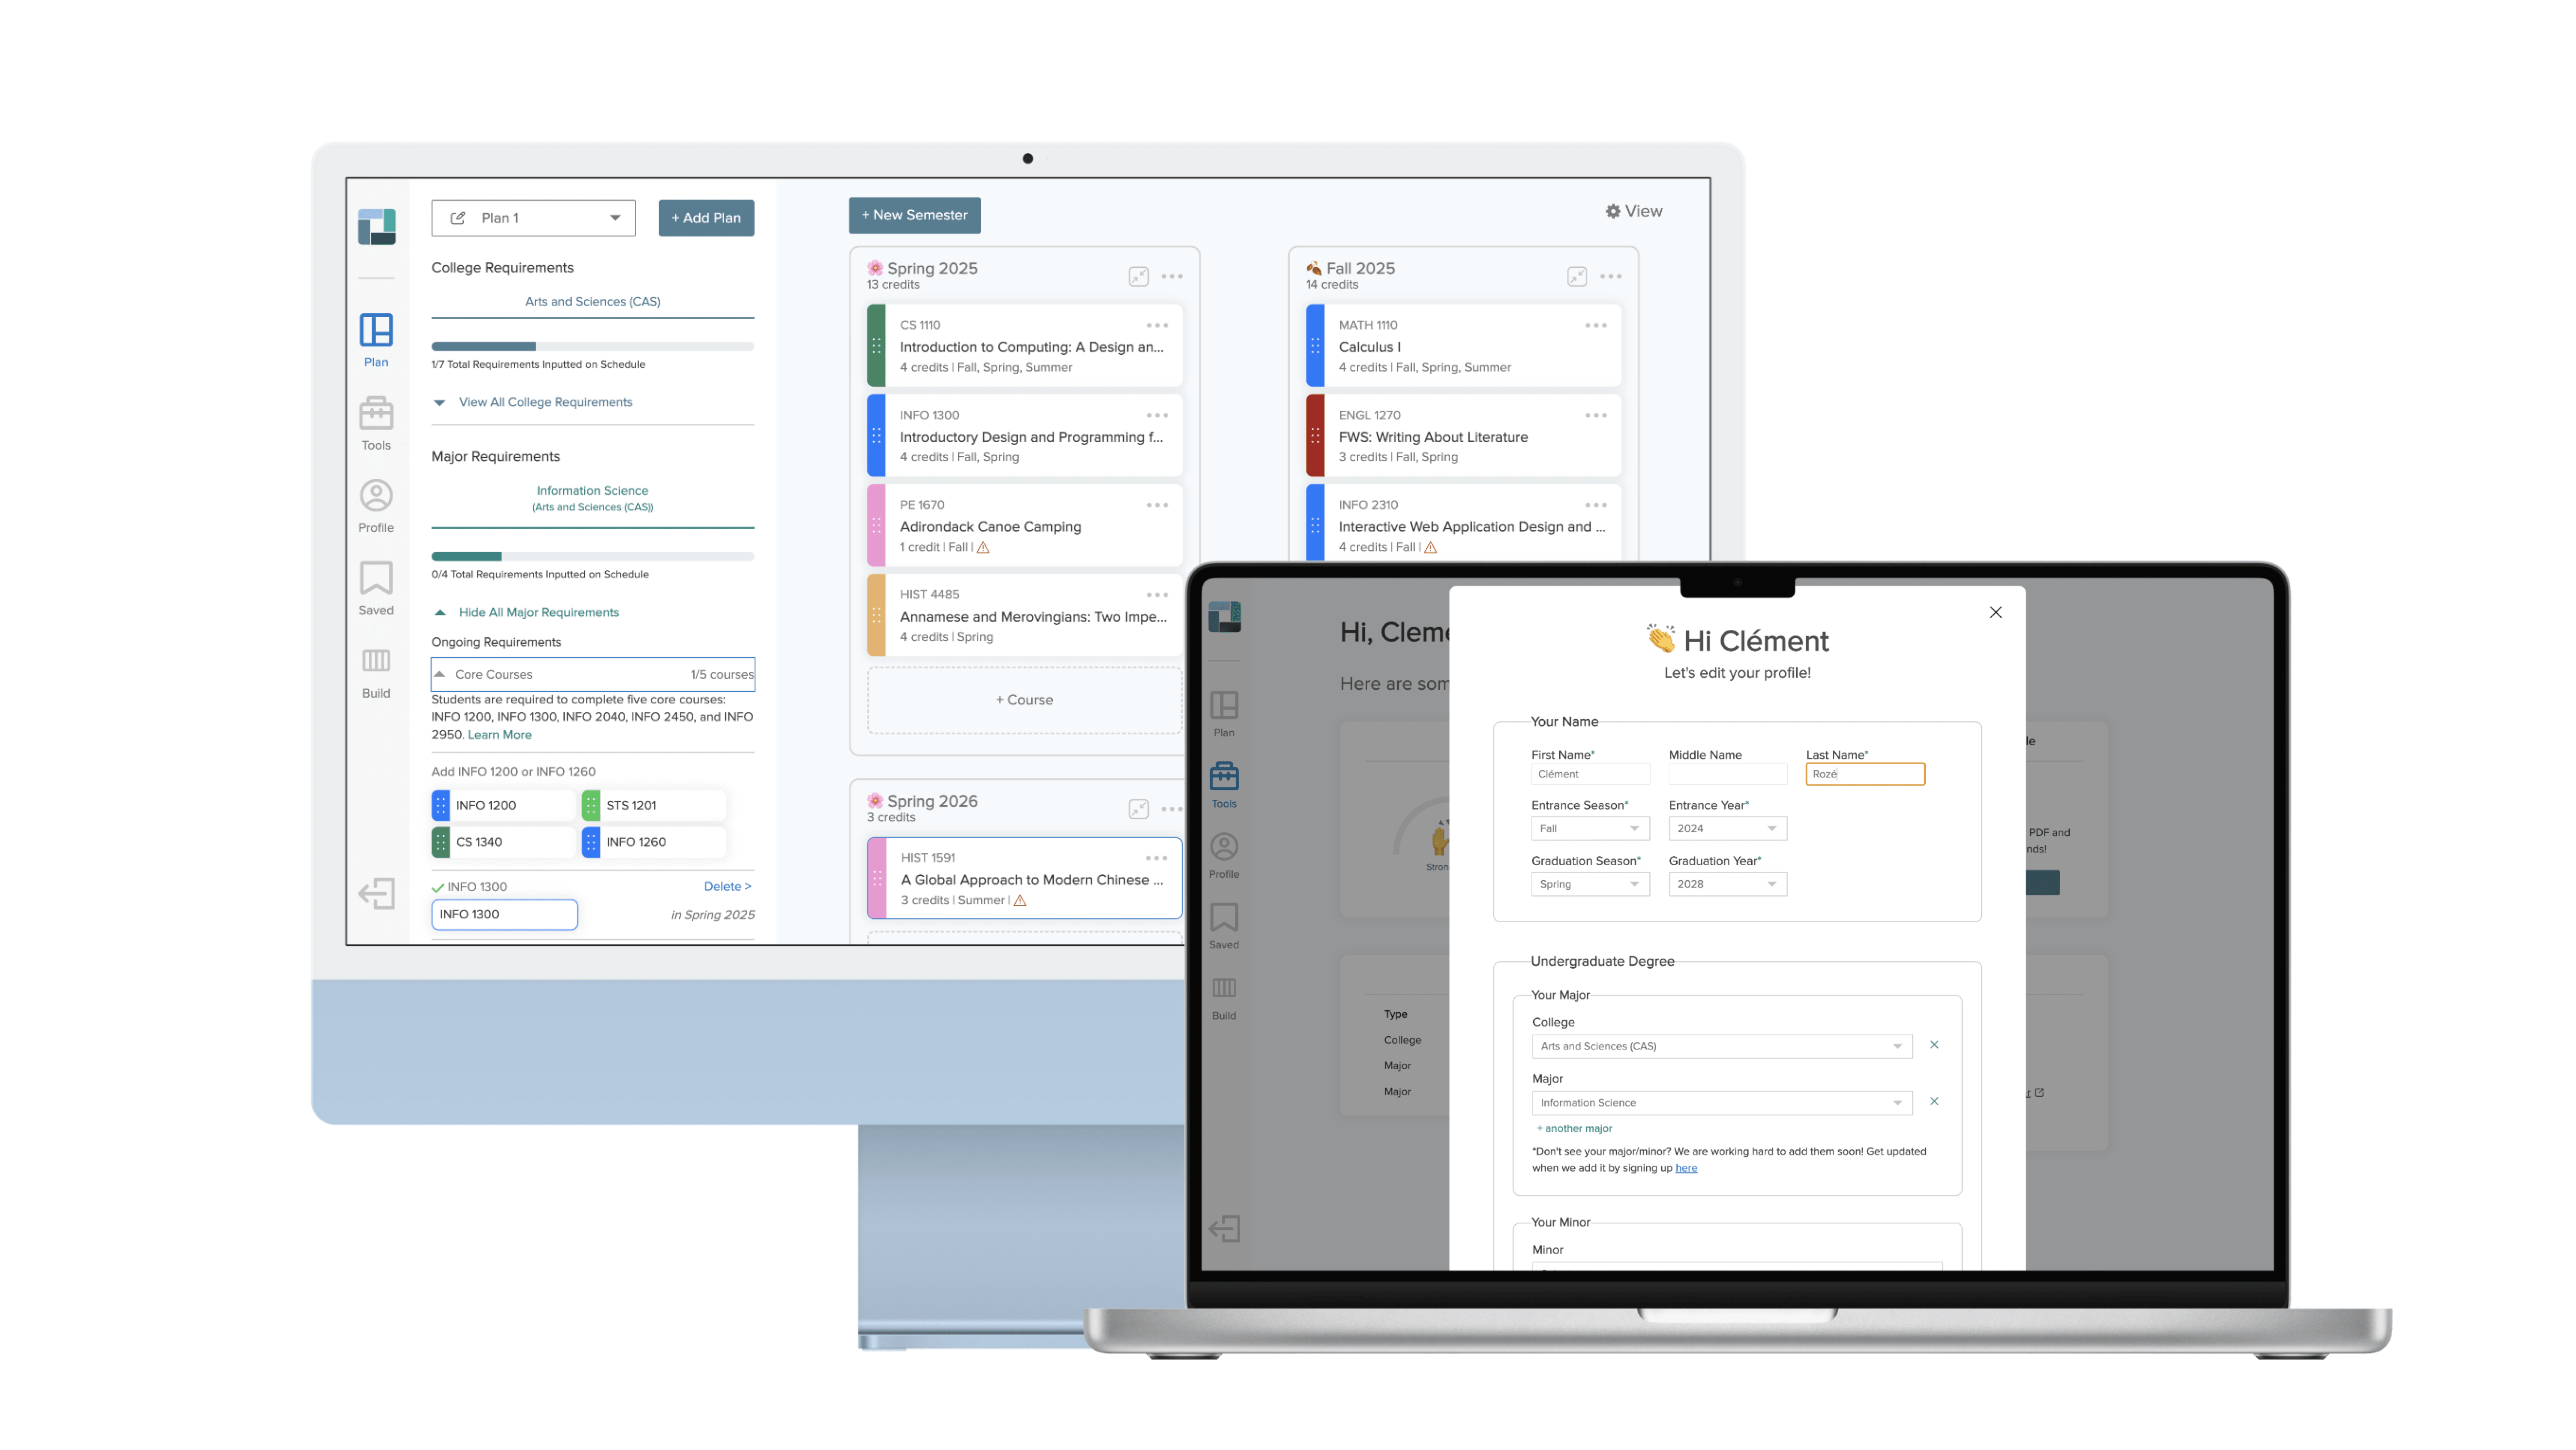 Plan 1
+ Add Plan
College Requirements
Arts and Sciences (CAS)
1/7 Total Requirements Inputted on Schedule
View All College Requirements
Major Requirements
Information Science
(Arts and Sciences (CAS))
0/4 Total Requirements Inputted on Schedule
Hide All Major Requirements
Ongoing Requirements
Core Courses 1/5 courses
Students are required to complete five core courses:
INFO 1200, INFO 1300, INFO 2040, INFO 2450, and INFO
2950. Learn More
Add INFO 1200 or INFO 1260
INFO 1200
STS 1201
CS 1340
INFO 1260
INFO 1300 Delete >
INFO 1300 in Spring 2025
Plan
Tools
Profile
Saved
Build
+ New Semester
View
Spring 2025
13 credits
CS 1110
Introduction to Computing: A Design an...
4 credits | Fall, Spring, Summer
INFO 1300
Introductory Design and Programming f...
4 credits | Fall, Spring
PE 1670
Adirondack Canoe Camping
1 credit | Fall |
HIST 4485
Annamese and Merovingians: Two Impe...
4 credits | Spring
+ Course
Fall 2025
14 credits
MATH 1110
Calculus I
4 credits | Fall, Spring, Summer
ENGL 1270
FWS: Writing About Literature
3 credits | Fall, Spring
INFO 2310
Interactive Web Application Design and ...
4 credits | Fall |
Spring 2026
3 credits
HIST 1591
A Global Approach to Modern Chinese ...
3 credits | Summer |
Plan
Tools
Profile
Saved
Build
Hi, Cleme
Here are som
Stron
Type
College
Major
Major
le
PDF and
nds!
r
Hi Clément
Let's edit your profile!
Your Name
First Name* Middle Name Last Name*
Clément Rozé
Entrance Season* Entrance Year*
Fall 2024
Graduation Season* Graduation Year*
Spring 2028
Undergraduate Degree
Your Major
College
Arts and Sciences (CAS)
Major
Information Science
+ another major
*Don't see your major/minor? We are working hard to add them soon! Get updated
when we add it by signing up here
Your Minor
Minor